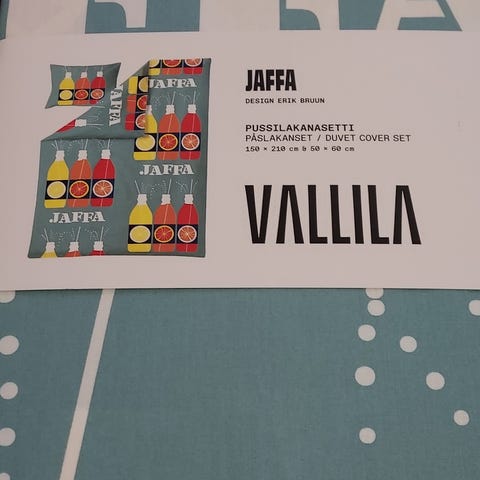 JAFFA
DESIGN ERIK BRUUN
PUSSILAKANASETTI
PÅSLAKANSET / DUVET COVER SET
150 × 210 cm & 50 × 60 cm
VALLILA
JAFFA
JAFFA
JAFFA
JAFFA